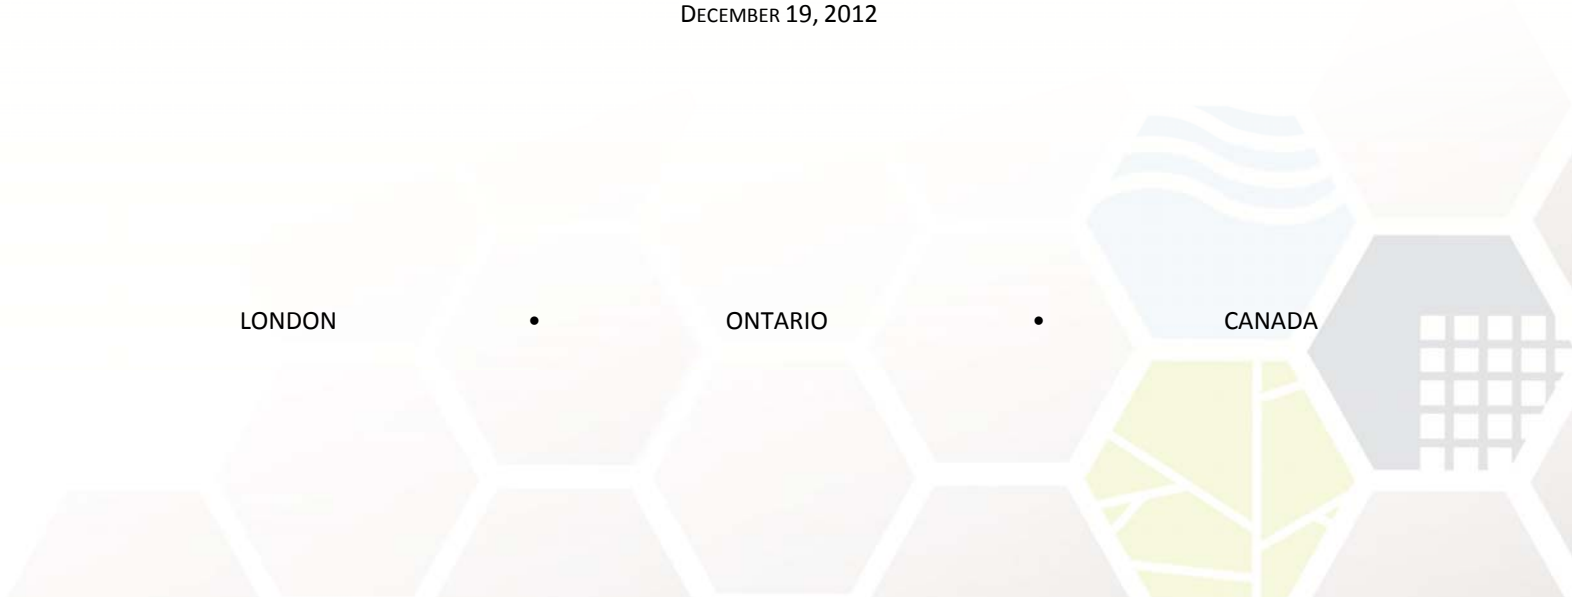 DECEMBER 19, 2012
LONDON • ONTARIO • CANADA